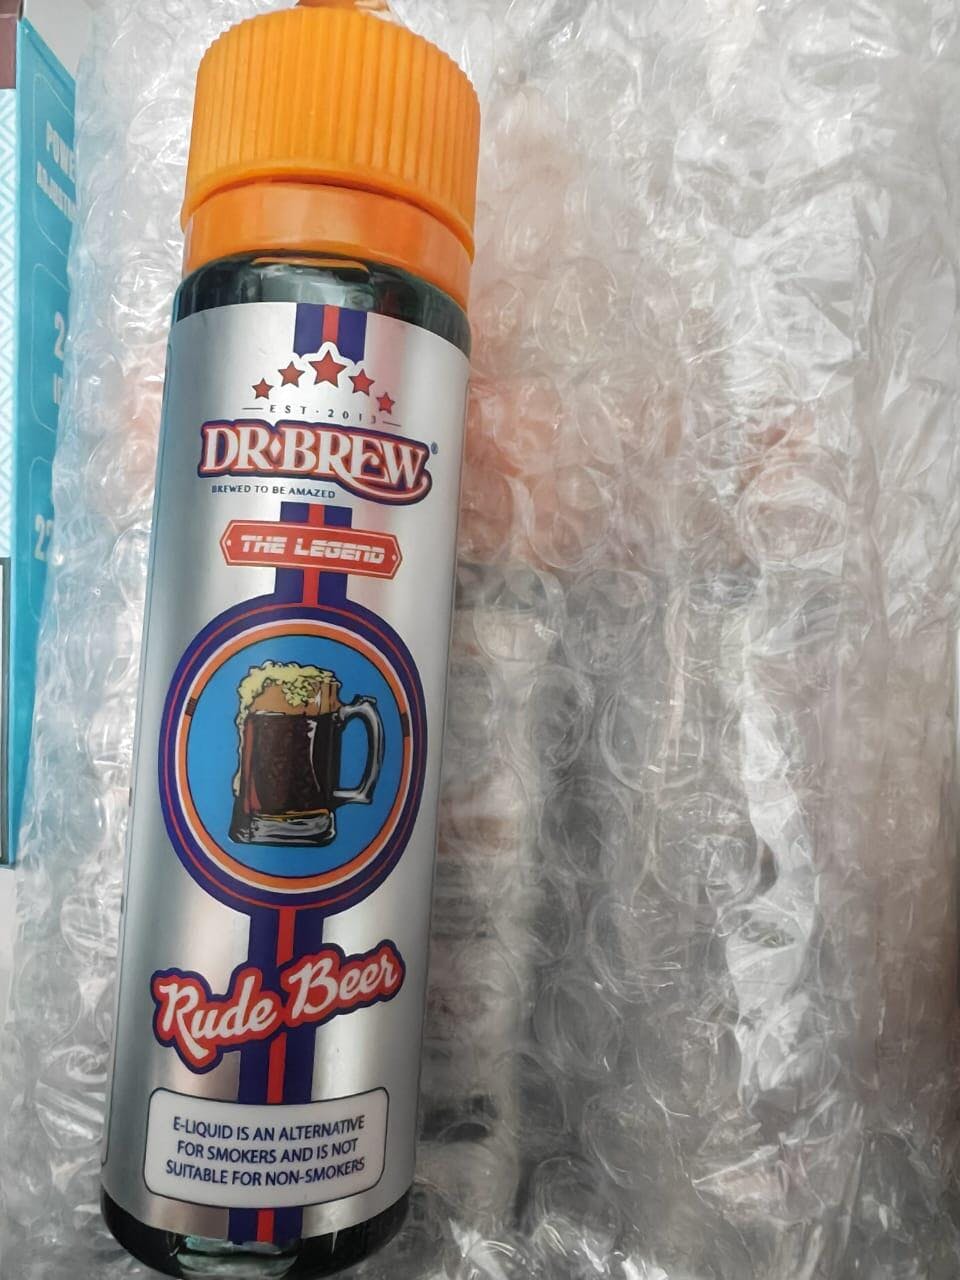 EST·2013
DR·BREW®
BREWED TO BE AMAZED
THE LEGEND
Rude Beer
E-LIQUID IS AN ALTERNATIVE
FOR SMOKERS AND IS NOT
SUITABLE FOR NON-SMOKERS